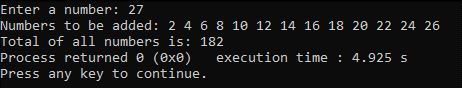 Enter a number: 27
Numbers to be added: 2 4 6 8 10 12 14 16 18 20 22 24 26
Total of all numbers is: 182
Process returned 0 (0x0)   execution time : 4.925 s
Press any key to continue.